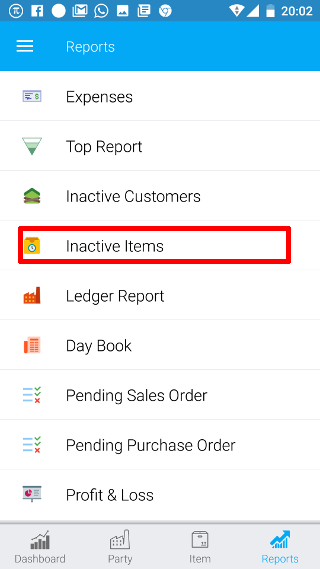 20:02
Reports
Expenses
Top Report
Inactive Customers
Inactive Items
Ledger Report
Day Book
Pending Sales Order
Pending Purchase Order
Profit & Loss
Dashboard
Party
Item
Reports